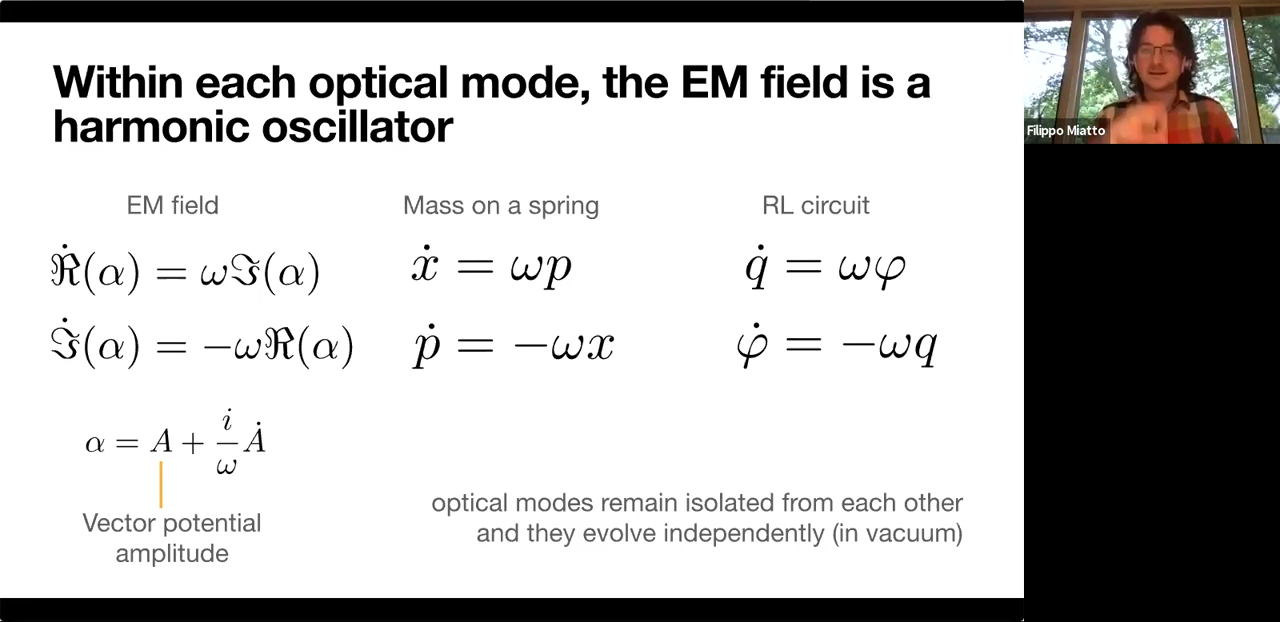 Within each optical mode, the EM field is a
harmonic oscillator
EM field
Mass on a spring
RL circuit
ℜ̇(α) = ωℑ(α)
ẋ = ωp
q̇ = ωφ
ℑ̇(α) = −ωℜ(α)
ṗ = −ωx
φ̇ = −ωq
α = A + i/ω Ȧ
Vector potential
amplitude
optical modes remain isolated from each other
and they evolve independently (in vacuum)
Filippo Miatto